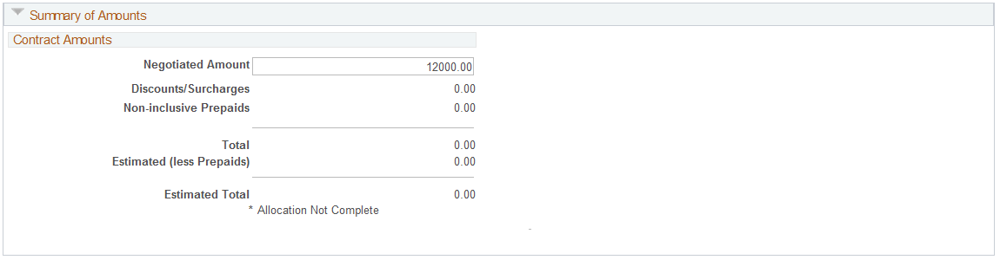 Summary of Amounts
Contract Amounts
Negotiated Amount 12000.00
Discounts/Surcharges 0.00
Non-inclusive Prepaids 0.00
Total 0.00
Estimated (less Prepaids) 0.00
Estimated Total 0.00
* Allocation Not Complete